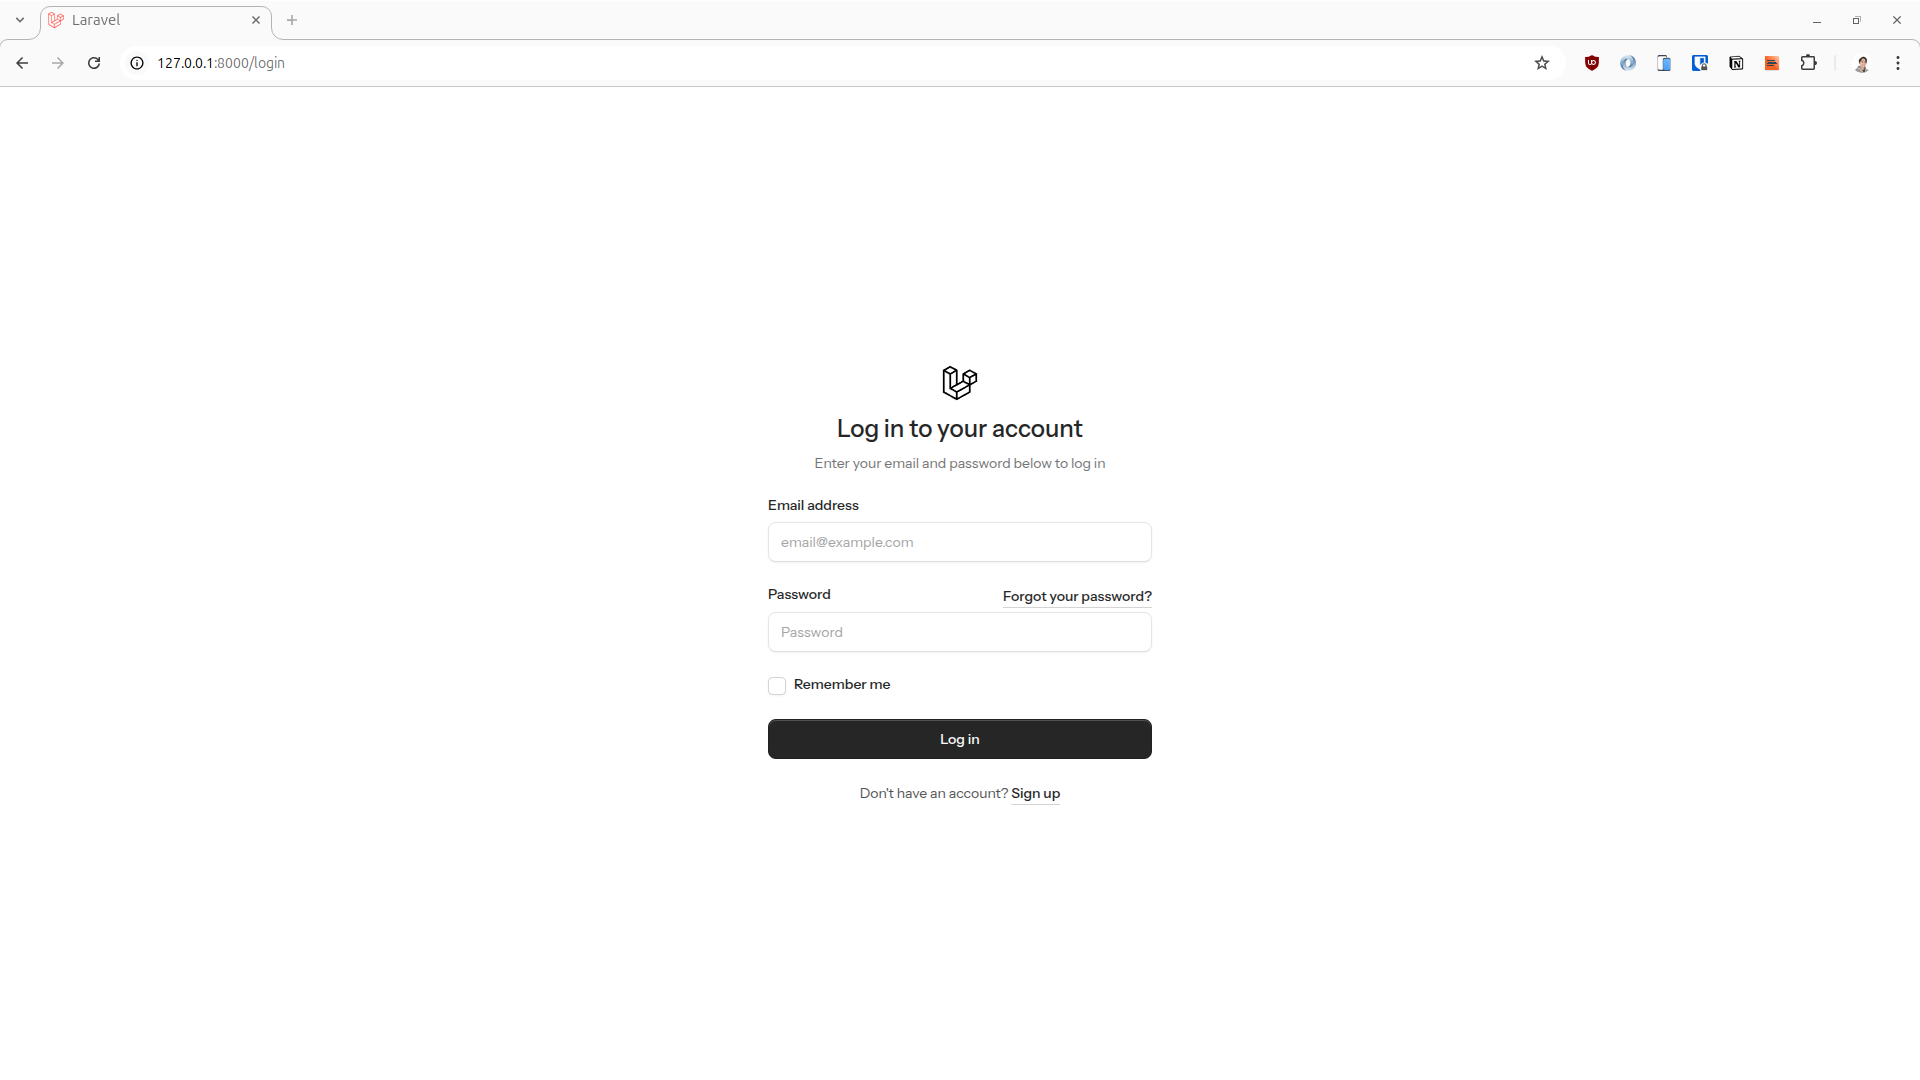 Laravel
127.0.0.1:8000/login
Log in to your account
Enter your email and password below to log in
Email address
email@example.com
Password Forgot your password?
Password
Remember me
Log in
Don't have an account? Sign up